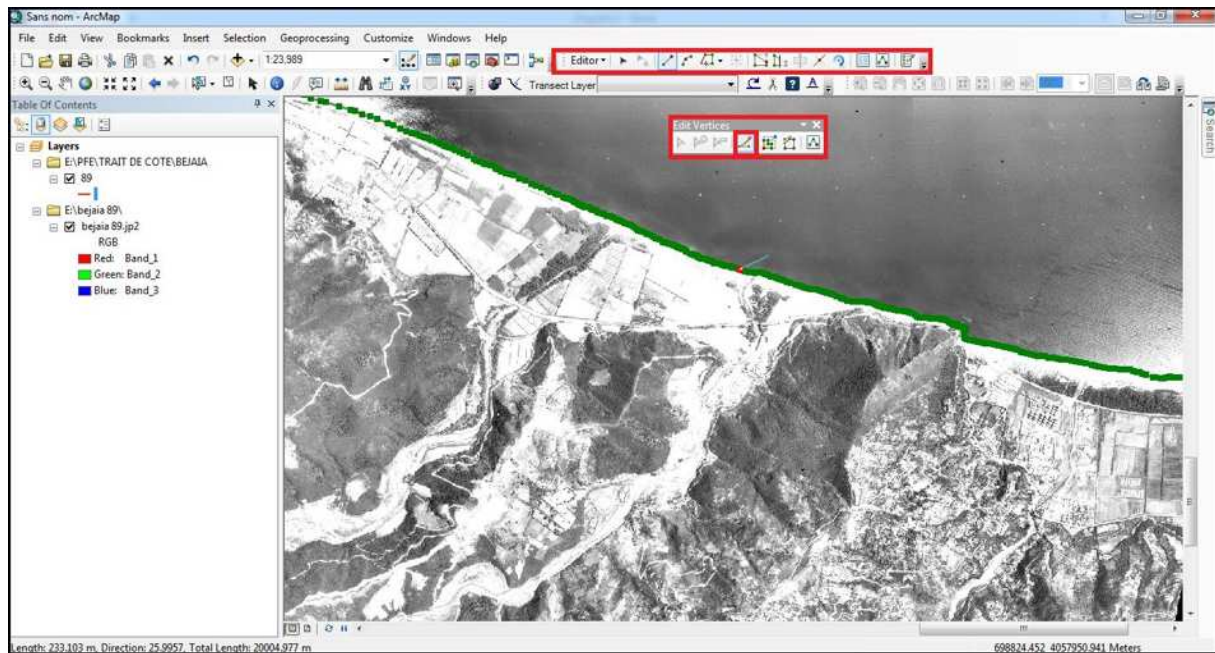 Sans nom - ArcMap
File Edit View Bookmarks Insert Selection Geoprocessing Customize Windows Help
1:23,989 Editor
Transect Layer
Table Of Contents
Edit Vertices
Search
Layers
E:\PFE\TRAIT DE COTE\BEJAIA
89
E:\bejaia 89\
bejaia 89.jp2
RGB
Red: Band_1
Green: Band_2
Blue: Band_3
Length: 233.103 m, Direction: 25.9957, Total Length: 20004.977 m 698824.452 4057950.941 Meters